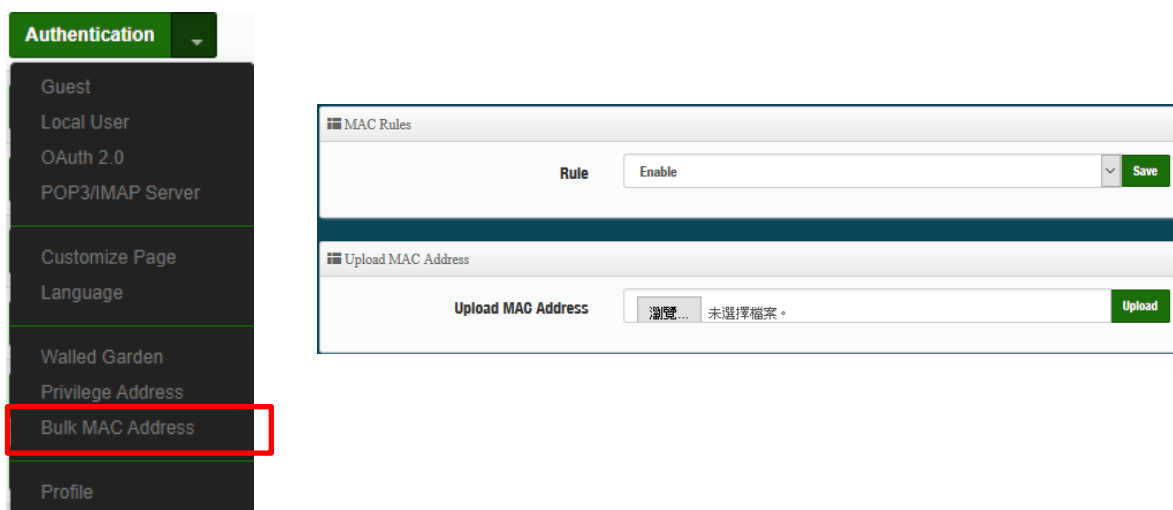 Authentication
Guest
Local User
OAuth 2.0
POP3/IMAP Server
Customize Page
Language
Walled Garden
Privilege Address
Bulk MAC Address
Profile
MAC Rules
Rule Enable Save
Upload MAC Address
Upload MAC Address 瀏覽... 未選擇檔案。 Upload